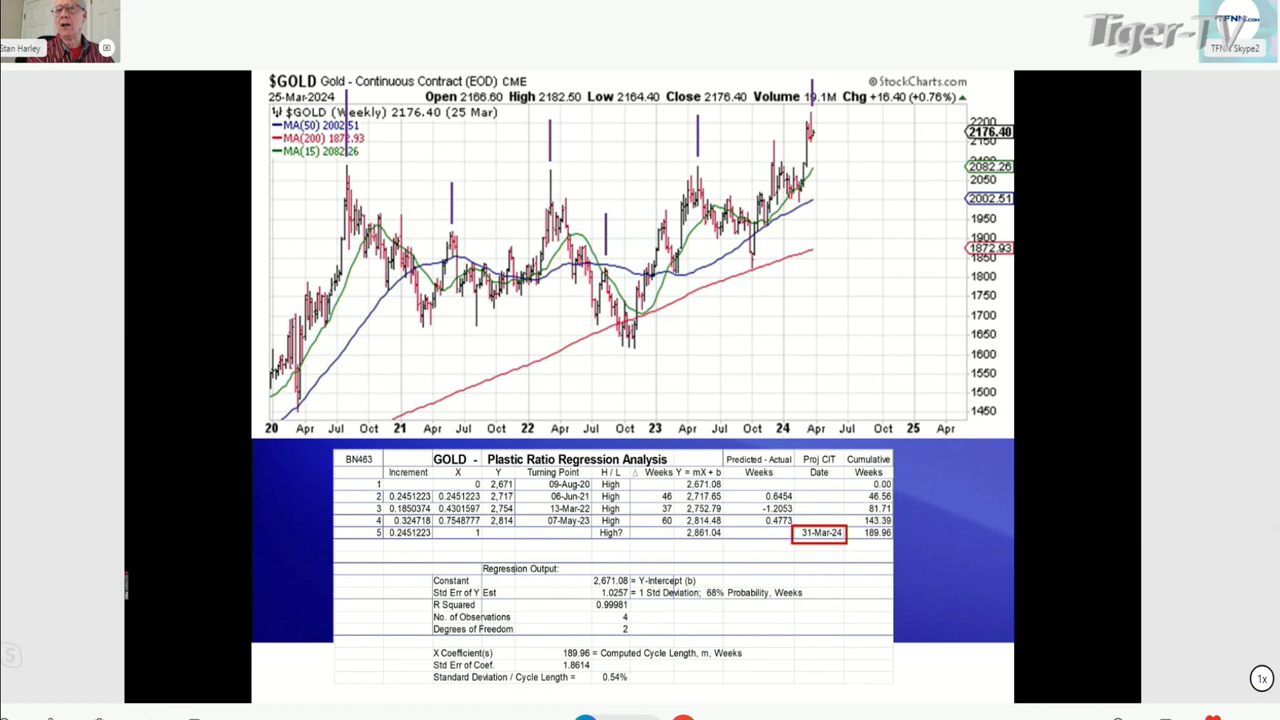 Stan Harley
Tiger-TV
TFNN.COM
TFNN Skype2
$GOLD Gold - Continuous Contract (EOD) CME
© StockCharts.com
25-Mar-2024 Open 2166.60 High 2182.50 Low 2164.40 Close 2176.40 Volume 19.1M Chg +16.40 (+0.76%)
$GOLD (Weekly) 2176.40 (25 Mar)
MA(50) 2002.51
MA(200) 1872.93
MA(15) 2082.26
2200
2176.40
2150
2100
2082.26
2050
2002.51
1950
1900
1872.93
1850
1800
1750
1700
1650
1600
1550
1500
1450
20 Apr Jul Oct 21 Apr Jul Oct 22 Apr Jul Oct 23 Apr Jul Oct 24 Apr Jul Oct 25 Apr
BN463 GOLD - Plastic Ratio Regression Analysis Predicted - Actual Proj CIT Cumulative
Increment X Y Turning Point H / L Δ Weeks Y = mX + b Weeks Date Weeks
1 0 2,671 09-Aug-20 High 2,671.08 0.00
2 0.2451223 0.2451223 2,717 06-Jun-21 High 46 2,717.65 0.6454 46.56
3 0.1850374 0.4301597 2,754 13-Mar-22 High 37 2,752.79 -1.2053 81.71
4 0.324718 0.7548777 2,814 07-May-23 High 60 2,814.48 0.4773 143.39
5 0.2451223 1 High? 2,861.04 31-Mar-24 189.96
Regression Output:
Constant 2,671.08 = Y-Intercept (b)
Std Err of Y Est 1.0257 = 1 Std Deviation; 68% Probability, Weeks
R Squared 0.99981
No. of Observations 4
Degrees of Freedom 2
X Coefficient(s) 189.96 = Computed Cycle Length, m, Weeks
Std Err of Coef. 1.8614
Standard Deviation / Cycle Length = 0.54%
1x